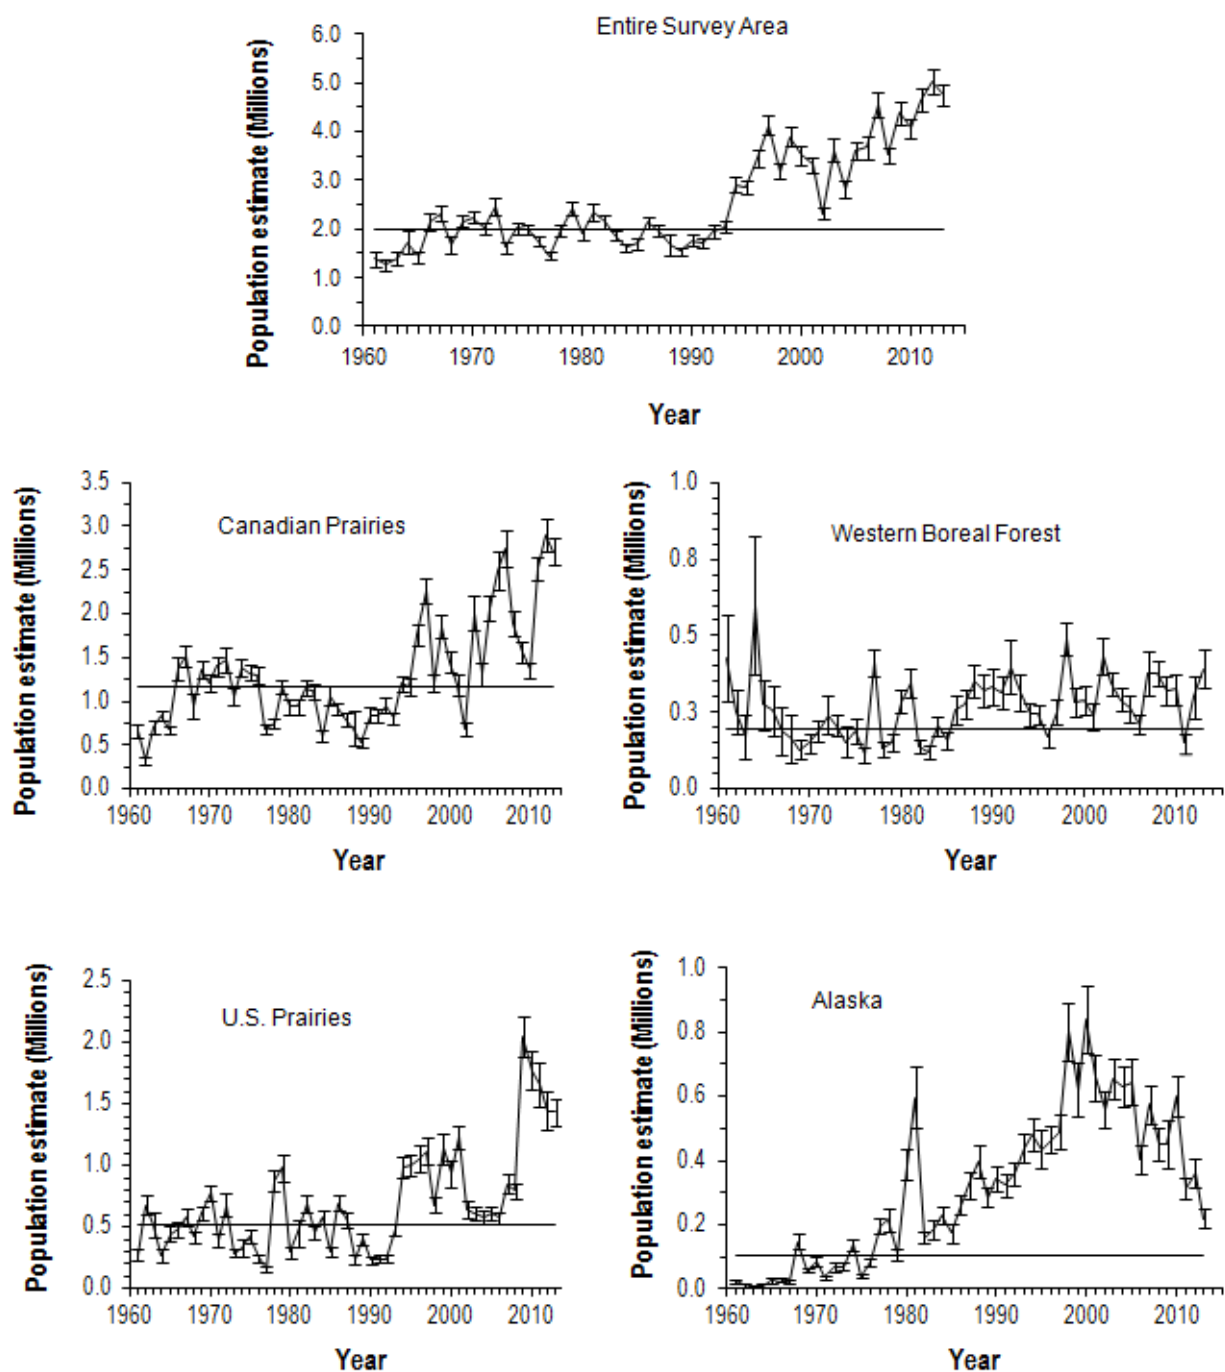 Entire Survey Area
Population estimate (Millions)
6.0
5.0
4.0
3.0
2.0
1.0
0.0
1960 1970 1980 1990 2000 2010
Year
Canadian Prairies
Population estimate (Millions)
3.5
3.0
2.5
2.0
1.5
1.0
0.5
0.0
1960 1970 1980 1990 2000 2010
Year
Western Boreal Forest
Population estimate (Millions)
1.0
0.8
0.5
0.3
0.0
1960 1970 1980 1990 2000 2010
Year
U.S. Prairies
Population estimate (Millions)
2.5
2.0
1.5
1.0
0.5
0.0
1960 1970 1980 1990 2000 2010
Year
Alaska
Population estimate (Millions)
1.0
0.8
0.6
0.4
0.2
0.0
1960 1970 1980 1990 2000 2010
Year